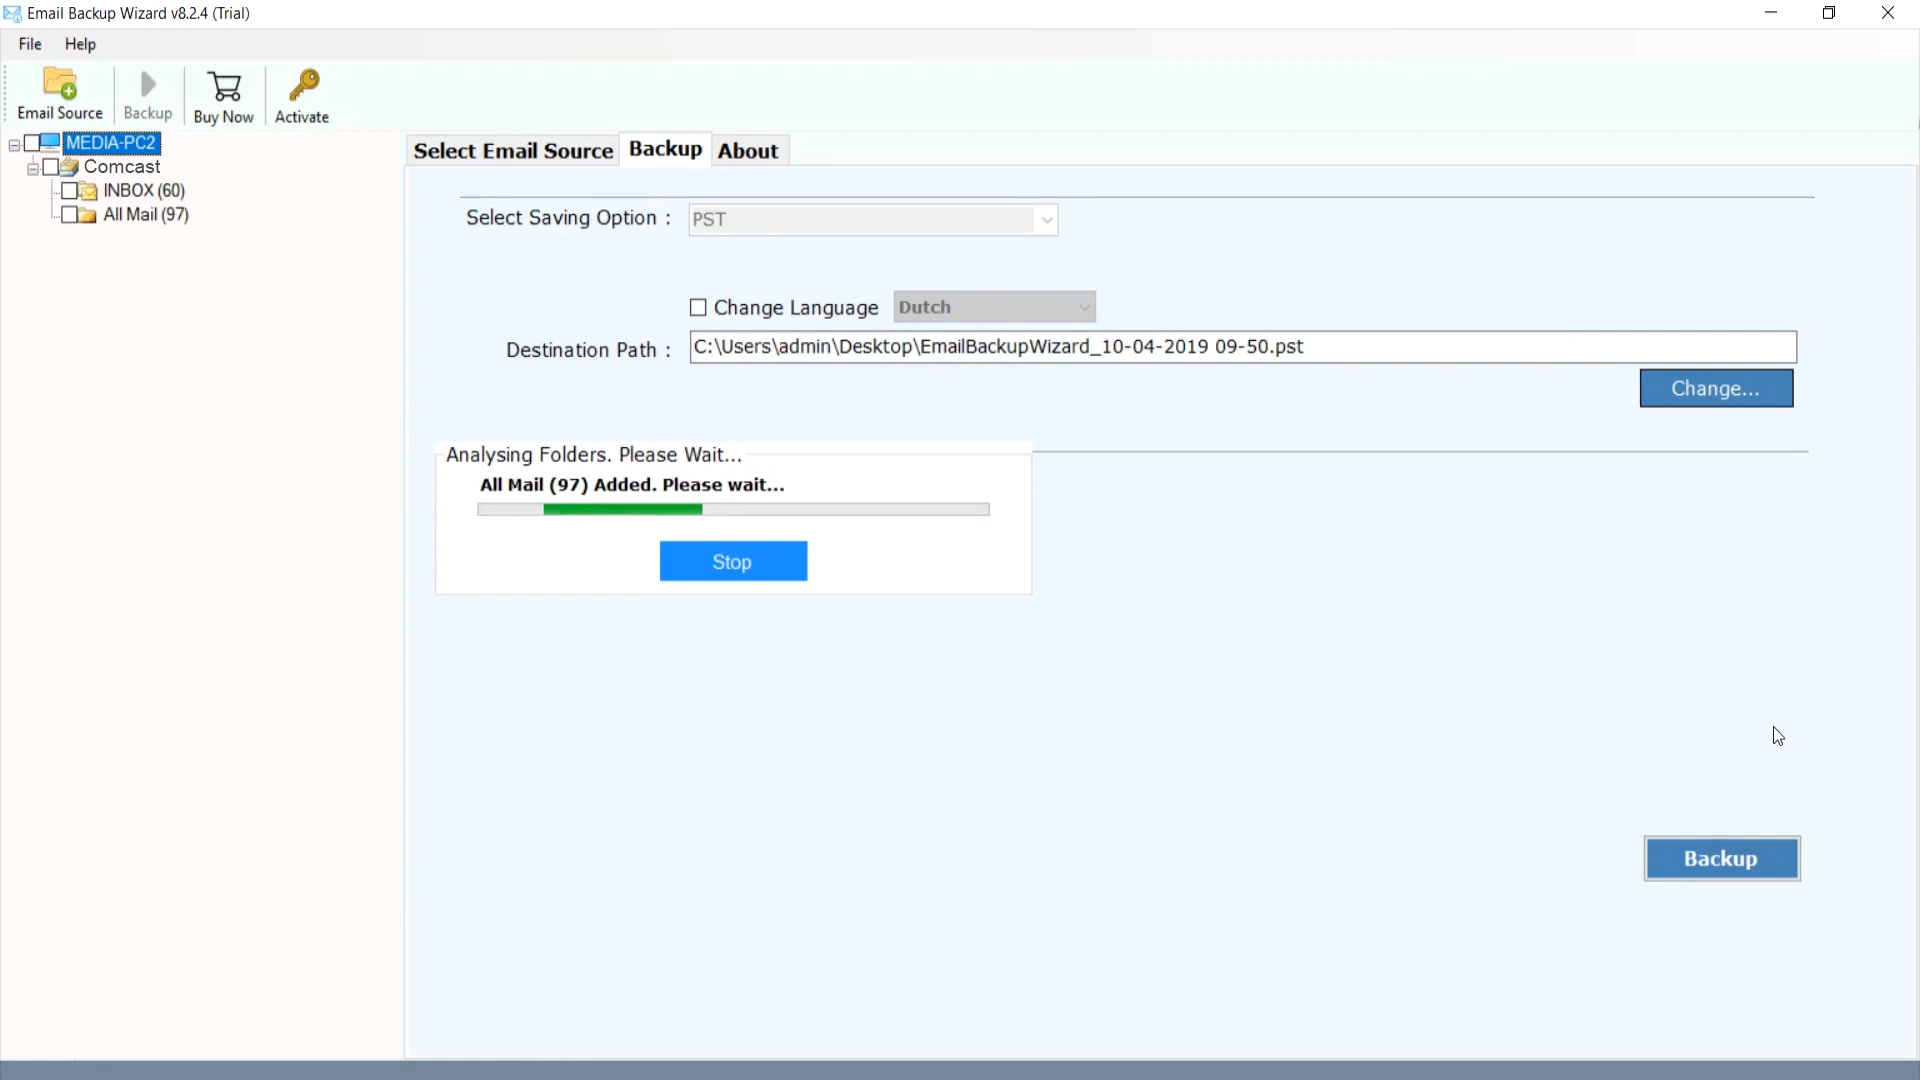 Email Backup Wizard v8.2.4 (Trial)
File Help
Email Source Backup Buy Now Activate
MEDIA-PC2
Comcast
INBOX (60)
All Mail (97)
Select Email Source Backup About
Select Saving Option : PST
Change Language Dutch
Destination Path : C:\Users\admin\Desktop\EmailBackupWizard_10-04-2019 09-50.pst
Change...
Analysing Folders. Please Wait...
All Mail (97) Added. Please wait...
Stop
Backup